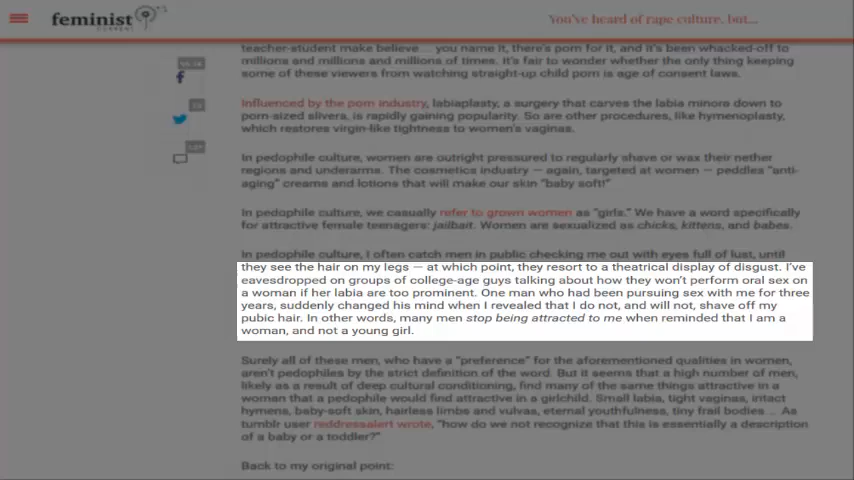 feminist
CURRENT
You've heard of rape culture, but...
teacher-student make believe... you name it, there's porn for it, and it's been whacked-off to
millions and millions and millions of times. It's fair to wonder whether the only thing keeping
some of these viewers from watching straight-up child porn is age of consent laws.
Influenced by the porn industry, labiaplasty, a surgery that carves the labia minora down to
porn-sized slivers, is rapidly gaining popularity. So are other procedures, like hymenoplasty,
which restores virgin-like tightness to women's vaginas.
In pedophile culture, women are outright pressured to regularly shave or wax their nether
regions and underarms. The cosmetics industry — again, targeted at women — peddles "anti-
aging" creams and lotions that will make our skin "baby soft!"
In pedophile culture, we casually refer to grown women as "girls." We have a word specifically
for attractive female teenagers: jailbait. Women are sexualized as chicks, kittens, and babes.
In pedophile culture, I often catch men in public checking me out with eyes full of lust, until
they see the hair on my legs — at which point, they resort to a theatrical display of disgust. I've
eavesdropped on groups of college-age guys talking about how they won't perform oral sex on
a woman if her labia are too prominent. One man who had been pursuing sex with me for three
years, suddenly changed his mind when I revealed that I do not, and will not, shave off my
pubic hair. In other words, many men stop being attracted to me when reminded that I am a
woman, and not a young girl.
Surely all of these men, who have a "preference" for the aforementioned qualities in women,
aren't pedophiles by the strict definition of the word. But it seems that a high number of men,
likely as a result of deep cultural conditioning, find many of the same things attractive in a
woman that a pedophile would find attractive in a girlchild. Small labia, tight vaginas, intact
hymens, baby-soft skin, hairless limbs and vulvas, eternal youthfulness, tiny frail bodies... As
tumblr user reddressalert wrote, "how do we not recognize that this is essentially a description
of a baby or a toddler?"
Back to my original point: